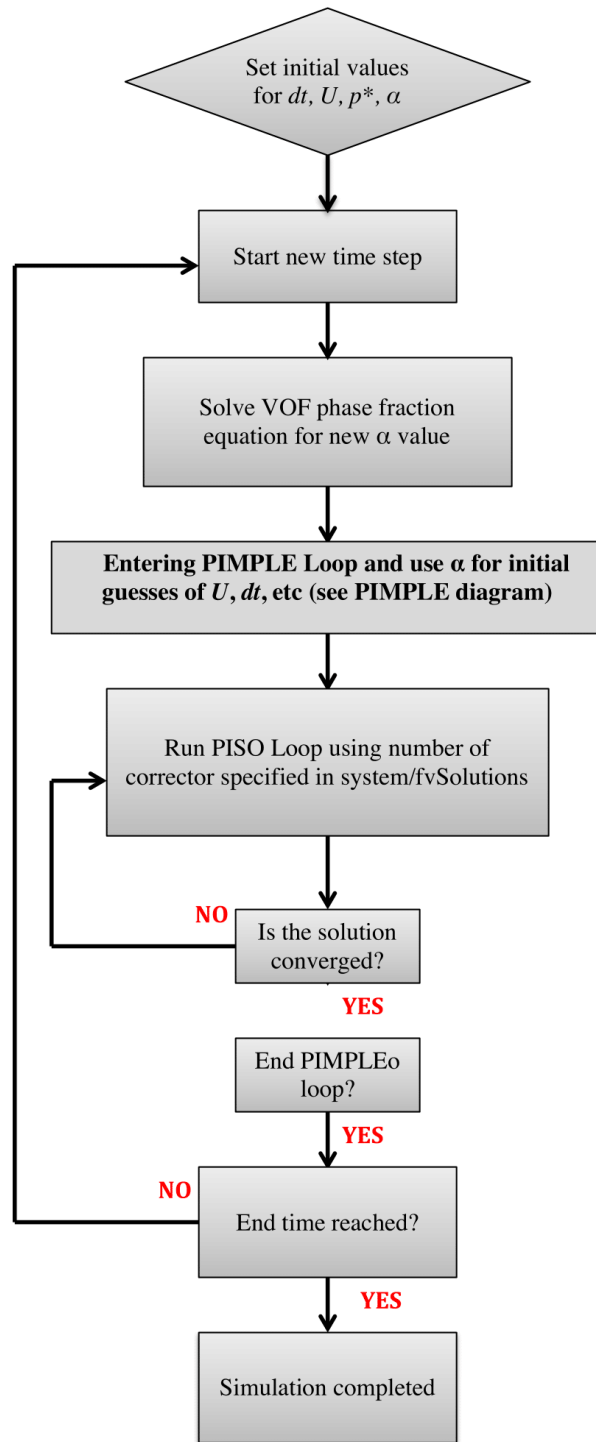 Set initial values
for dt, U, p*, α
Start new time step
Solve VOF phase fraction
equation for new α value
Entering PIMPLE Loop and use α for initial
guesses of U, dt, etc (see PIMPLE diagram)
Run PISO Loop using number of
corrector specified in system/fvSolutions
NO
Is the solution
converged?
YES
End PIMPLEo
loop?
YES
NO
End time reached?
YES
Simulation completed